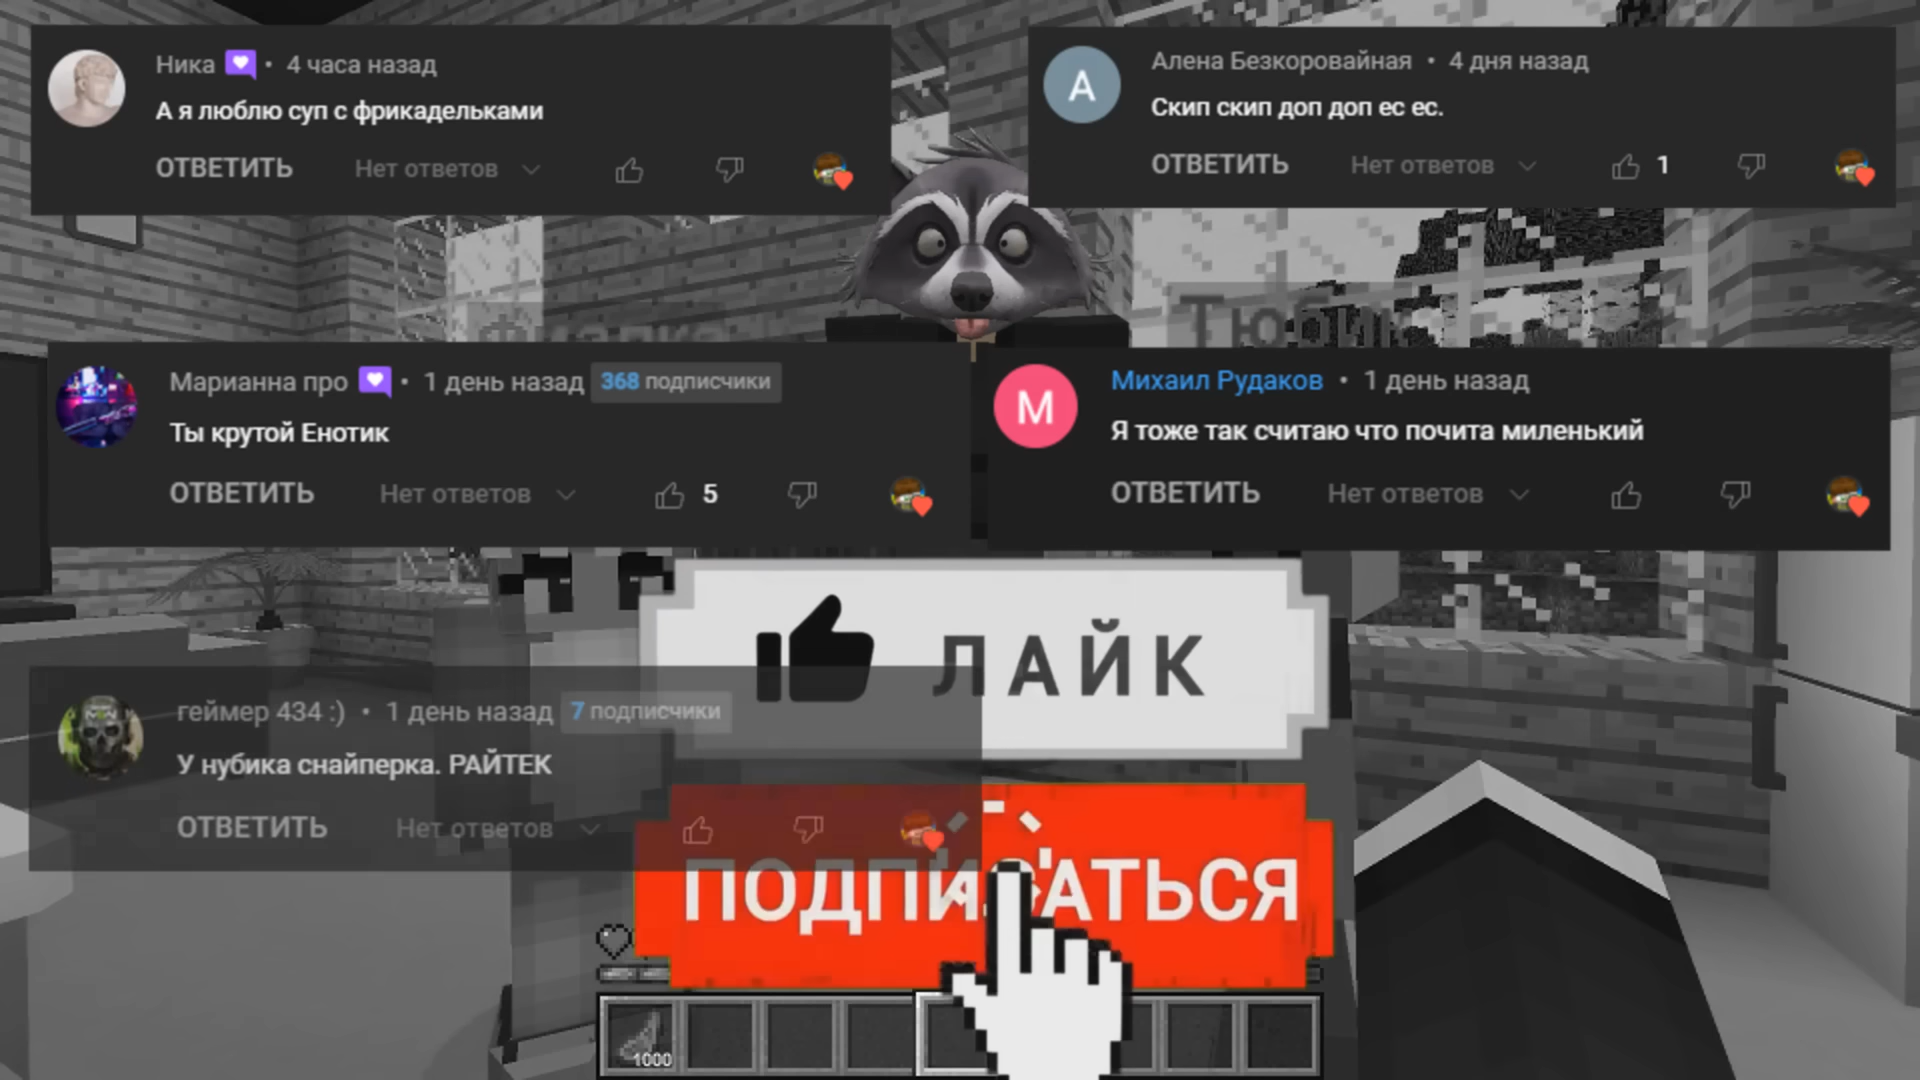 Ника • 4 часа назад
А я люблю суп с фрикадельками
ОТВЕТИТЬ Нет ответов
Алена Безкоровайная • 4 дня назад
Скип скип доп доп ес ес.
ОТВЕТИТЬ Нет ответов 1
Тюбик
Марианна про • 1 день назад 368 подписчики
Ты крутой Енотик
ОТВЕТИТЬ Нет ответов 5
Михаил Рудаков • 1 день назад
Я тоже так считаю что почита миленький
ОТВЕТИТЬ Нет ответов
ЛАЙК
геймер 434 :) • 1 день назад 7 подписчики
У нубика снайперка. РАЙТЕК
ОТВЕТИТЬ Нет ответов
ПОДПИСАТЬСЯ
1000